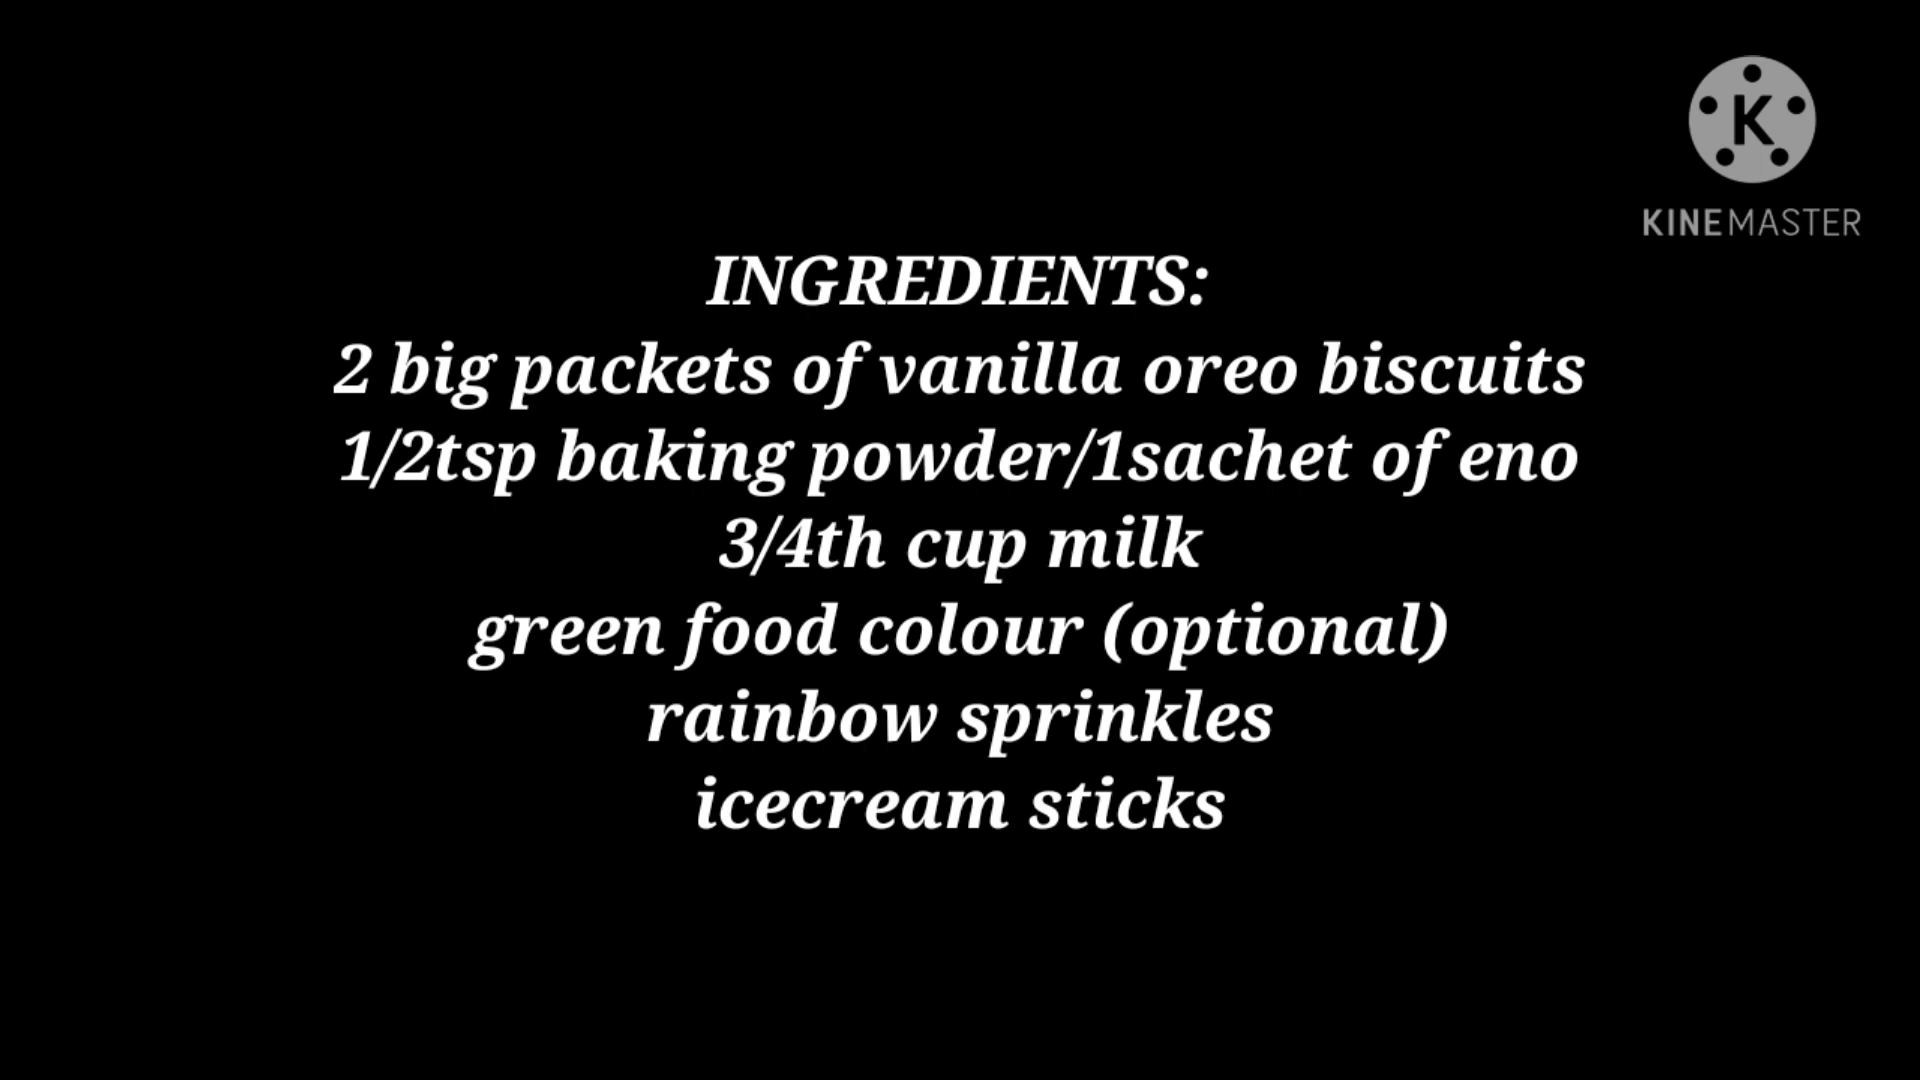 K
KINEMASTER
INGREDIENTS:
2 big packets of vanilla oreo biscuits
1/2tsp baking powder/1sachet of eno
3/4th cup milk
green food colour (optional)
rainbow sprinkles
icecream sticks